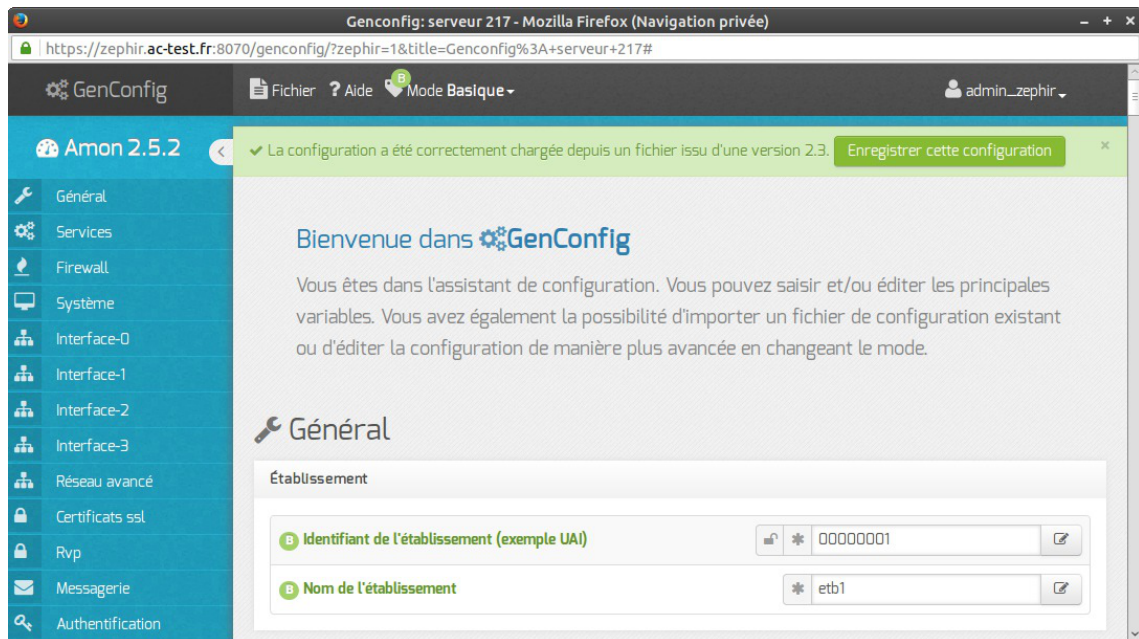 Genconfig: serveur 217 - Mozilla Firefox (Navigation privée)
https://zephir.ac-test.fr:8070/genconfig/?zephir=1&title=Genconfig%3A+serveur+217#
GenConfig
Fichier ? Aide B Mode Basique
admin_zephir
Amon 2.5.2
La configuration a été correctement chargée depuis un fichier issu d'une version 2.3. Enregistrer cette configuration ×
Général
Services
Firewall
Système
Interface-0
Interface-1
Interface-2
Interface-3
Réseau avancé
Certificats ssl
Rvp
Messagerie
Authentification
Bienvenue dans GenConfig
Vous êtes dans l'assistant de configuration. Vous pouvez saisir et/ou éditer les principales
variables. Vous avez également la possibilité d'importer un fichier de configuration existant
ou d'éditer la configuration de manière plus avancée en changeant le mode.
Général
Établissement
B Identifiant de l'établissement (exemple UAI) * 00000001
B Nom de l'établissement * etb1